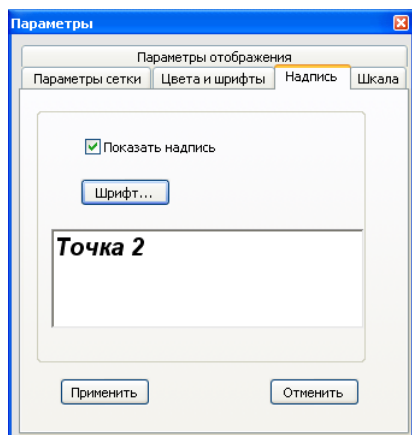 Параметры
Параметры отображения
Параметры сетки Цвета и шрифты Надпись Шкала
Показать надпись
Шрифт...
Точка 2
Применить Отменить